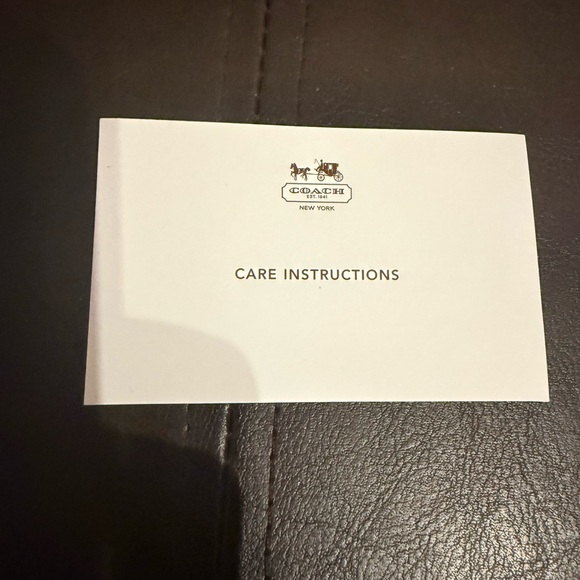 COACH
EST. 1941
NEW YORK
CARE INSTRUCTIONS